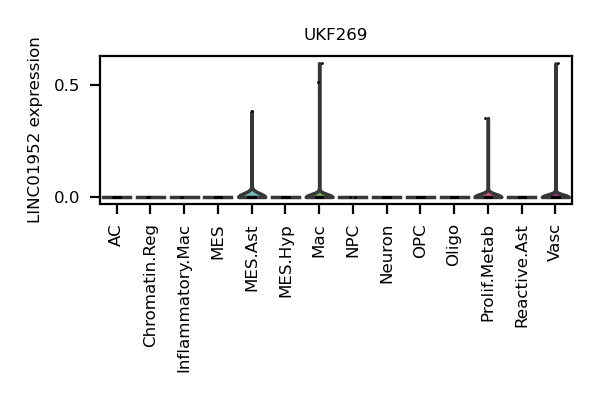 UKF269
LINC01952 expression
0.5
0.0
AC
Chromatin.Reg
Inflammatory.Mac
MES
MES.Ast
MES.Hyp
Mac
NPC
Neuron
OPC
Oligo
Prolif.Metab
Reactive.Ast
Vasc